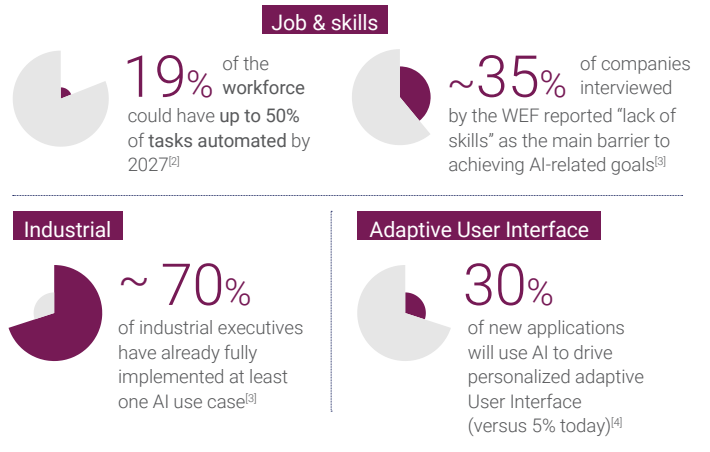 Job & skills
19% of the
workforce
could have up to 50%
of tasks automated by
2027[2]
~35% of companies
interviewed
by the WEF reported “lack of
skills” as the main barrier to
achieving AI-related goals[3]
Industrial
~ 70%
of industrial executives
have already fully
implemented at least
one AI use case[3]
Adaptive User Interface
30%
of new applications
will use AI to drive
personalized adaptive
User Interface
(versus 5% today)[4]